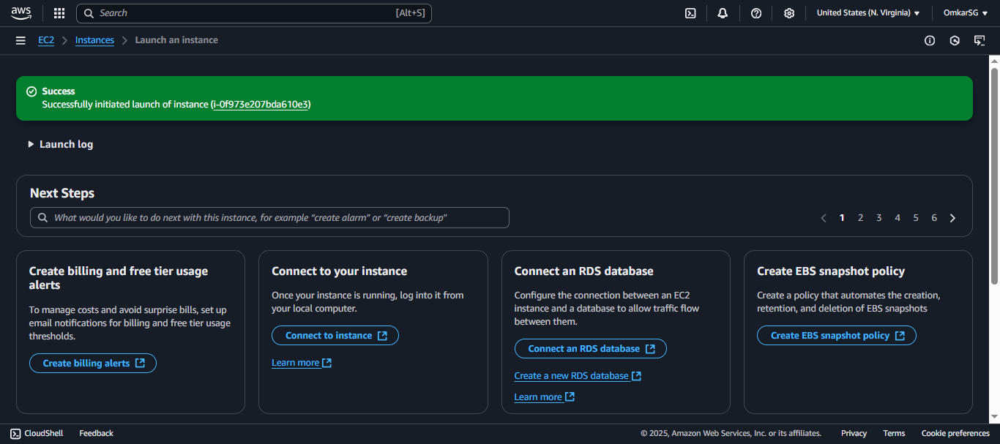 aws
Search [Alt+S]
United States (N. Virginia)
OmkarSG
EC2 > Instances > Launch an instance
Success
Successfully initiated launch of instance (i-0f973e207bda610e3)
Launch log
Next Steps
What would you like to do next with this instance, for example “create alarm” or “create backup”
1 2 3 4 5 6
Create billing and free tier usage
alerts
To manage costs and avoid surprise bills, set up
email notifications for billing and free tier usage
thresholds.
Create billing alerts
Connect to your instance
Once your instance is running, log into it from
your local computer.
Connect to instance
Learn more
Connect an RDS database
Configure the connection between an EC2
instance and a database to allow traffic flow
between them.
Connect an RDS database
Create a new RDS database
Learn more
Create EBS snapshot policy
Create a policy that automates the creation,
retention, and deletion of EBS snapshots
Create EBS snapshot policy
CloudShell
Feedback
© 2025, Amazon Web Services, Inc. or its affiliates.
Privacy
Terms
Cookie preferences